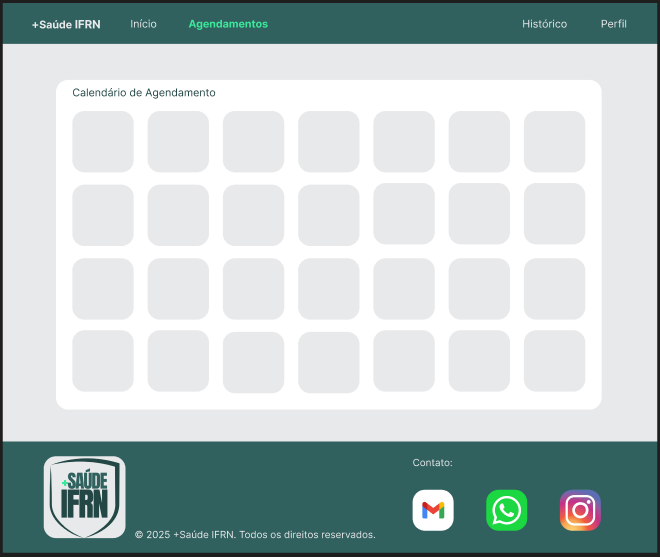 +Saúde IFRN Início Agendamentos Histórico Perfil
Calendário de Agendamento
+SAÚDE
IFRN
Contato:
© 2025 +Saúde IFRN. Todos os direitos reservados.